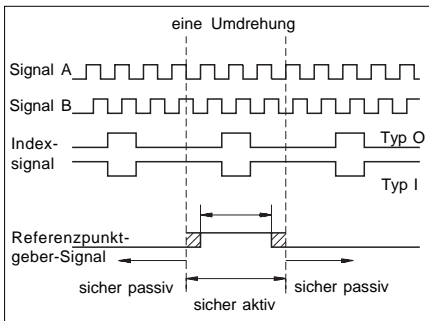 eine Umdrehung
Signal A
Signal B
Index-
signal
Typ O
Typ I
Referenzpunkt-
geber-Signal
sicher passiv
sicher passiv
sicher aktiv